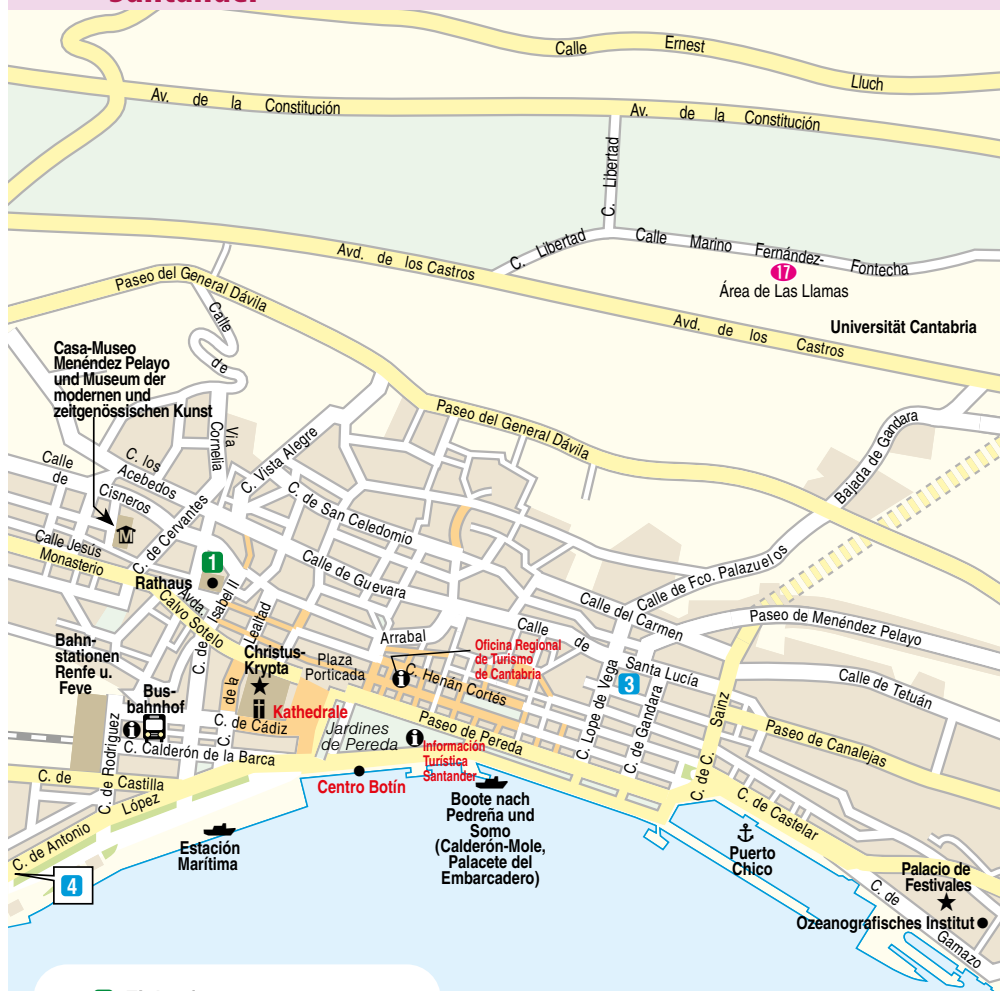 Santander
Calle Ernest Lluch
Av. de la Constitución
Av. de la Constitución
C. Libertad
C. Libertad
Calle Marino Fernández-Fontecha
17
Área de Las Llamas
Avd. de los Castros
Avd. de los Castros
Universität Cantabria
Paseo del General Dávila
Calle de
Casa-Museo
Menéndez Pelayo
und Museum der
modernen und
zeitgenössischen Kunst
Via
Cornelia
Paseo del General Dávila
Bajada de Gandara
C. Vista Alegre
Calle
de
Cisneros
C. los
Acebedos
C. de San Celedomio
M
C. de Cervantes
Calle Jesús
Monasterio
1
Rathaus
Calle de Guevara
Calle de Fco. Palazuelos
Calle del Carmen
Paseo de Menéndez Pelayo
Avda.
Calvo Sotelo
C. de Isabel II
C. de la Lealtad
Arrabal
Calle de
Santa Lucía
Calle de Tetuán
Bahn-
stationen
Renfe u.
Feve
Christus-
Krypta
Plaza
Porticada
Oficina Regional
de Turismo
de Cantabria
C. Henán Cortés
3
C. Lope de Vega
C. de Gandara
C. de C. Sainz
Bus-
bahnhof
Kathedrale
C. de Cádiz
Jardines
de Pereda
Paseo de Pereda
Paseo de Canalejas
C. Calderón de la Barca
Información
Turística
Santander
C. de Rodriguez
C. de Castilla
Centro Botín
C. de Antonio López
Estación
Marítima
Boote nach
Pedreña und
Somo
(Calderón-Mole,
Palacete del
Embarcadero)
C. de Castelar
Puerto
Chico
4
Palacio de
Festivales
Ozeanografisches Institut
C. de Gamazo